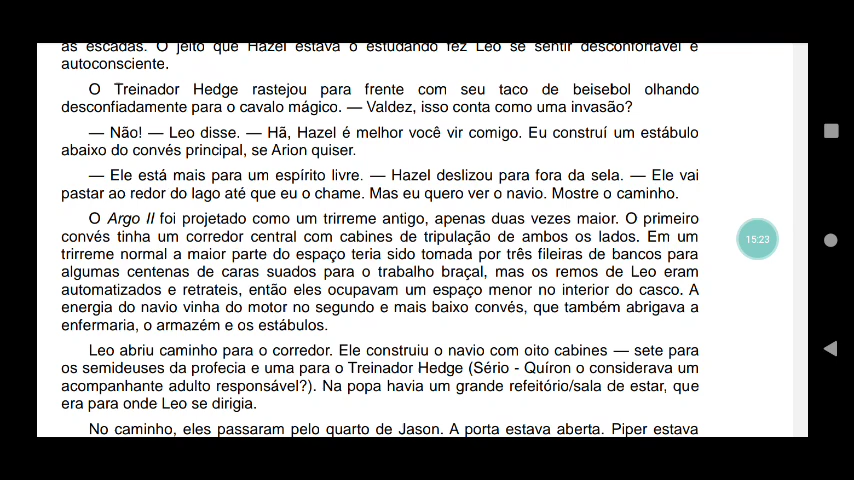 as escadas. O jeito que Hazel estava o estudando fez Leo se sentir desconfortável e
autoconsciente.
O Treinador Hedge rastejou para frente com seu taco de beisebol olhando
desconfiadamente para o cavalo mágico. — Valdez, isso conta como uma invasão?
— Não! — Leo disse. — Hã, Hazel é melhor você vir comigo. Eu construí um estábulo
abaixo do convés principal, se Arion quiser.
— Ele está mais para um espírito livre. — Hazel deslizou para fora da sela. — Ele vai
pastar ao redor do lago até que eu o chame. Mas eu quero ver o navio. Mostre o caminho.
O Argo II foi projetado como um trirreme antigo, apenas duas vezes maior. O primeiro
convés tinha um corredor central com cabines de tripulação de ambos os lados. Em um
trirreme normal a maior parte do espaço teria sido tomada por três fileiras de bancos para
algumas centenas de caras suados para o trabalho braçal, mas os remos de Leo eram
automatizados e retrateis, então eles ocupavam um espaço menor no interior do casco. A
energia do navio vinha do motor no segundo e mais baixo convés, que também abrigava a
enfermaria, o armazém e os estábulos.
Leo abriu caminho para o corredor. Ele construiu o navio com oito cabines — sete para
os semideuses da profecia e uma para o Treinador Hedge (Sério - Quíron o considerava um
acompanhante adulto responsável?). Na popa havia um grande refeitório/sala de estar, que
era para onde Leo se dirigia.
No caminho, eles passaram pelo quarto de Jason. A porta estava aberta. Piper estava
15:23